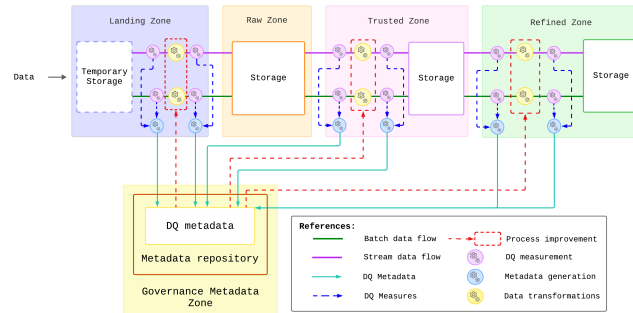 Landing Zone
Raw Zone
Trusted Zone
Refined Zone
Data
Temporary
Storage
Storage
Storage
Storage
DQ metadata
Metadata repository
Governance Metadata
Zone
References:
Batch data flow
Process improvement
Stream data flow
DQ measurement
DQ Metadata
Metadata generation
DQ Measures
Data transformations